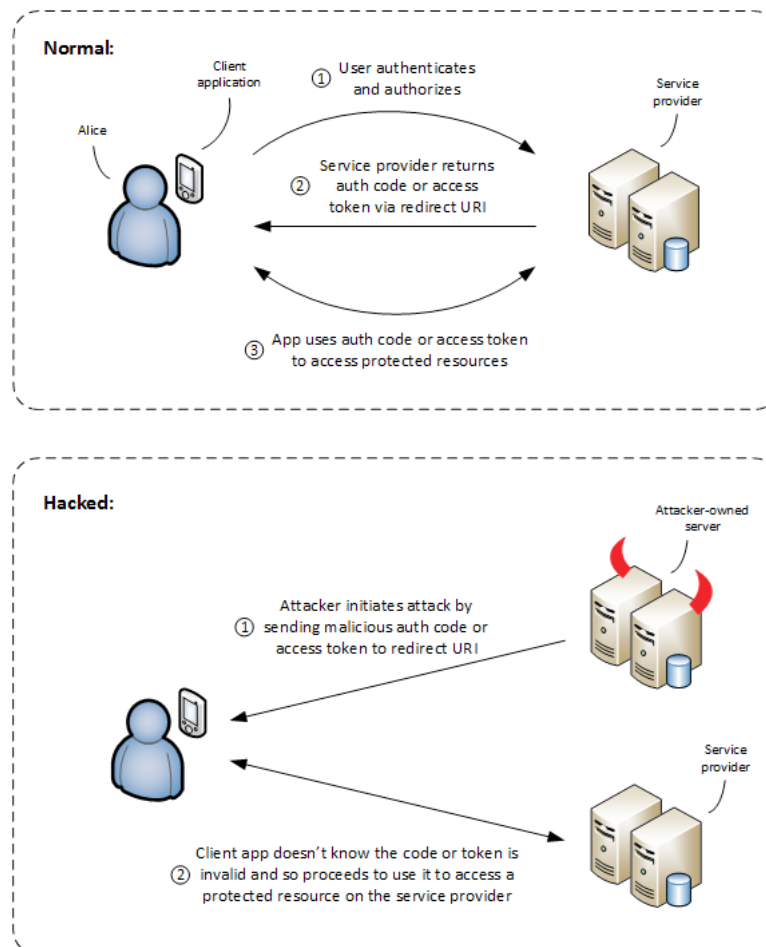 Normal:
Client
application
① User authenticates
and authorizes
Service
provider
Alice
Service provider returns
② auth code or access
token via redirect URI
③ App uses auth code or access token
to access protected resources
Hacked:
Attacker-owned
server
Attacker initiates attack by
① sending malicious auth code or
access token to redirect URI
Service
provider
Client app doesn't know the code or token is
② invalid and so proceeds to use it to access a
protected resource on the service provider